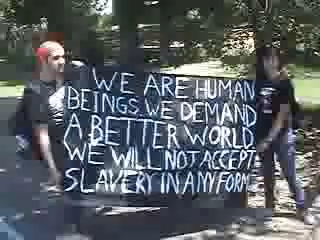 WE ARE HUMAN
BEINGS. WE DEMAND
A BETTER WORLD
WE WILL NOT ACCEPT
SLAVERY IN ANY FORM